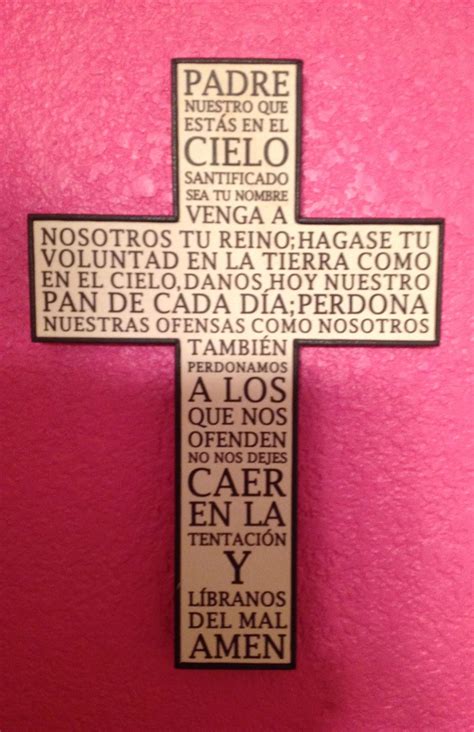 PADRE
NUESTRO QUE
ESTÁS EN EL
CIELO
SANTIFICADO
SEA TU NOMBRE
VENGA A
NOSOTROS TU REINO;HAGASE TU
VOLUNTAD EN LA TIERRA COMO
EN EL CIELO,DANOS HOY NUESTRO
PAN DE CADA DÍA;PERDONA
NUESTRAS OFENSAS COMO NOSOTROS
TAMBIÉN
PERDONAMOS
A LOS
QUE NOS
OFENDEN
NO NOS DEJES
CAER
EN LA
TENTACIÓN
Y
LÍBRANOS
DEL MAL
AMEN